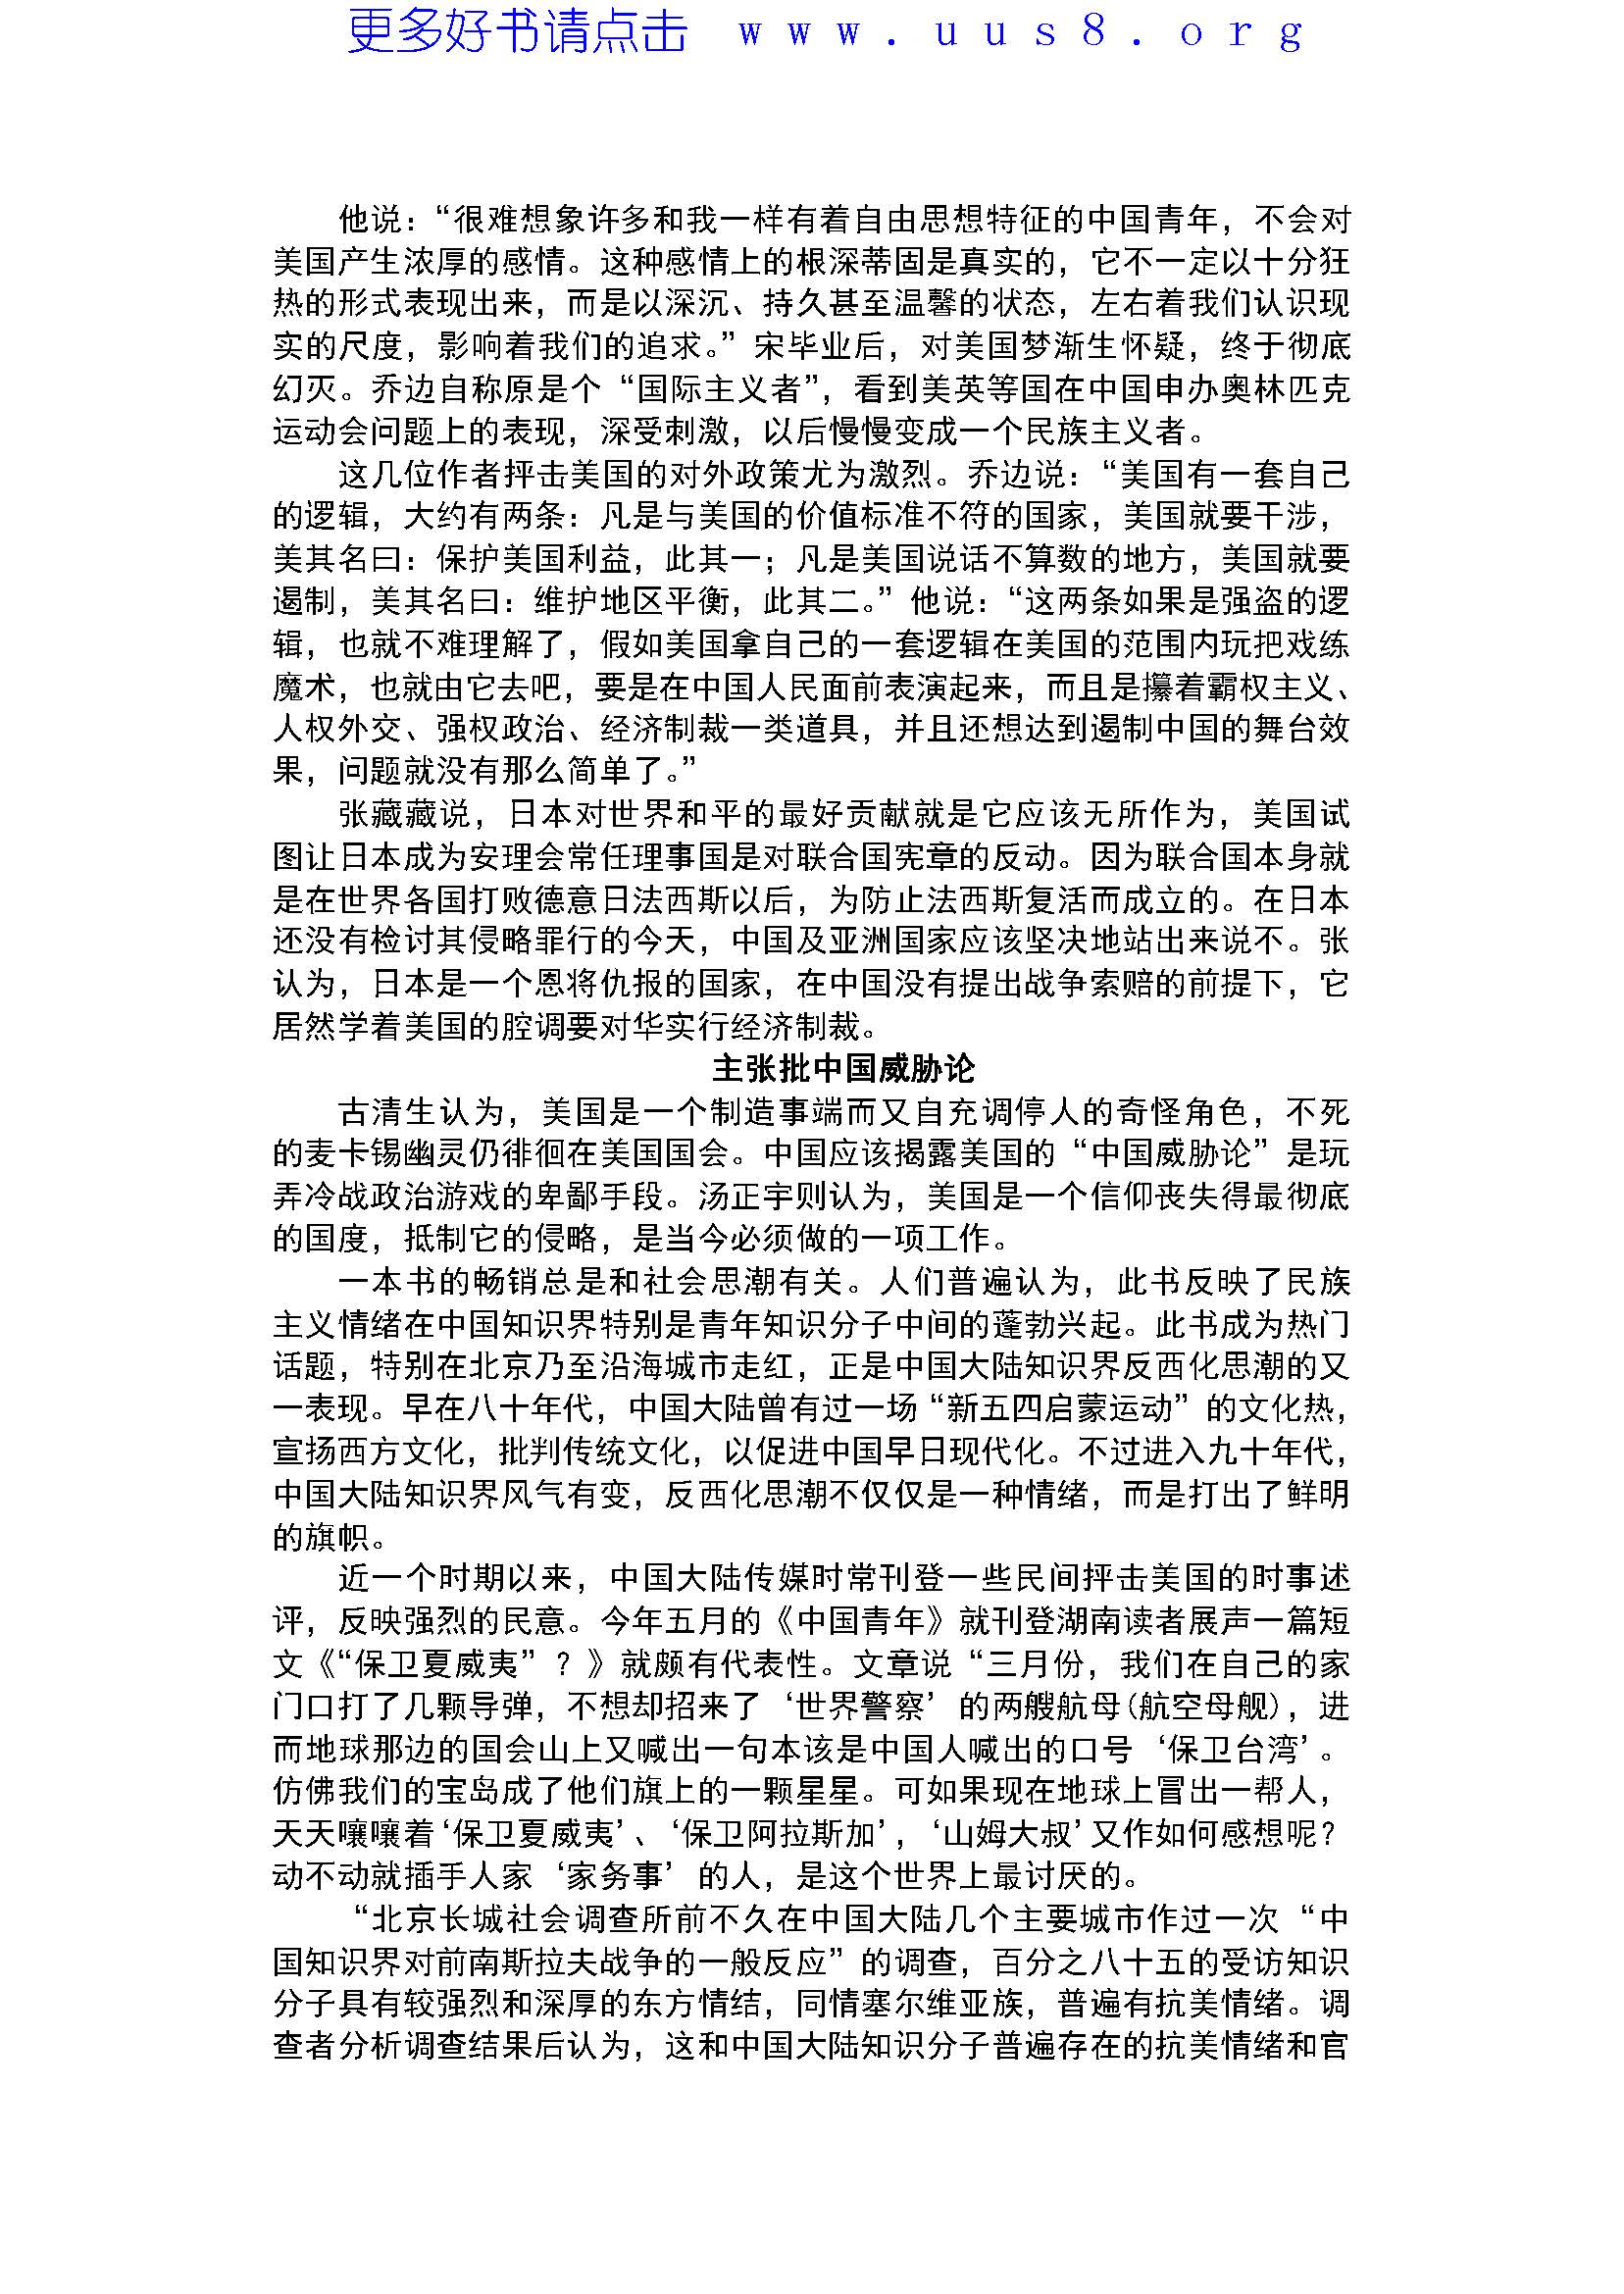 更多好书请点击 www.uus8.org
他说：“很难想象许多和我一样有着自由思想特征的中国青年，不会对
美国产生浓厚的感情。这种感情上的根深蒂固是真实的，它不一定以十分狂
热的形式表现出来，而是以深沉、持久甚至温馨的状态，左右着我们认识现
实的尺度，影响着我们的追求。”宋毕业后，对美国梦渐生怀疑，终于彻底
幻灭。乔边自称原是个“国际主义者”，看到美英等国在中国申办奥林匹克
运动会问题上的表现，深受刺激，以后慢慢变成一个民族主义者。
这几位作者抨击美国的对外政策尤为激烈。乔边说：“美国有一套自己
的逻辑，大约有两条：凡是与美国的价值标准不符的国家，美国就要干涉，
美其名曰：保护美国利益，此其一；凡是美国说话不算数的地方，美国就要
遏制，美其名曰：维护地区平衡，此其二。”他说：“这两条如果是强盗的逻
辑，也就不难理解了，假如美国拿自己的一套逻辑在美国的范围内玩把戏练
魔术，也就由它去吧，要是在中国人民面前表演起来，而且是攥着霸权主义、
人权外交、强权政治、经济制裁一类道具，并且还想达到遏制中国的舞台效
果，问题就没有那么简单了。”
张藏藏说，日本对世界和平的最好贡献就是它应该无所作为，美国试
图让日本成为安理会常任理事国是对联合国宪章的反动。因为联合国本身就
是在世界各国打败德意日法西斯以后，为防止法西斯复活而成立的。在日本
还没有检讨其侵略罪行的今天，中国及亚洲国家应该坚决地站出来说不。张
认为，日本是一个恩将仇报的国家，在中国没有提出战争索赔的前提下，它
居然学着美国的腔调要对华实行经济制裁。
主张批中国威胁论
古清生认为，美国是一个制造事端而又自充调停人的奇怪角色，不死
的麦卡锡幽灵仍徘徊在美国国会。中国应该揭露美国的“中国威胁论”是玩
弄冷战政治游戏的卑鄙手段。汤正宇则认为，美国是一个信仰丧失得最彻底
的国度，抵制它的侵略，是当今必须做的一项工作。
一本书的畅销总是和社会思潮有关。人们普遍认为，此书反映了民族
主义情绪在中国知识界特别是青年知识分子中间的蓬勃兴起。此书成为热门
话题，特别在北京乃至沿海城市走红，正是中国大陆知识界反西化思潮的又
一表现。早在八十年代，中国大陆曾有过一场“新五四启蒙运动”的文化热，
宣扬西方文化，批判传统文化，以促进中国早日现代化。不过进入九十年代，
中国大陆知识界风气有变，反西化思潮不仅仅是一种情绪，而是打出了鲜明
的旗帜。
近一个时期以来，中国大陆传媒时常刊登一些民间抨击美国的时事述
评，反映强烈的民意。今年五月的《中国青年》就刊登湖南读者展声一篇短
文《“保卫夏威夷”？》就颇有代表性。文章说“三月份，我们在自己的家
门口打了几颗导弹，不想却招来了‘世界警察’的两艘航母(航空母舰)，进
而地球那边的国会山上又喊出一句本该是中国人喊出的口号‘保卫台湾’。
仿佛我们的宝岛成了他们旗上的一颗星星。可如果现在地球上冒出一帮人，
天天嚷嚷着‘保卫夏威夷’、‘保卫阿拉斯加’，‘山姆大叔’又作如何感想呢？
动不动就插手人家‘家务事’的人，是这个世界上最讨厌的。
“北京长城社会调查所前不久在中国大陆几个主要城市作过一次“中
国知识界对前南斯拉夫战争的一般反应”的调查，百分之八十五的受访知识
分子具有较强烈和深厚的东方情结，同情塞尔维亚族，普遍有抗美情绪。调
查者分析调查结果后认为，这和中国大陆知识分子普遍存在的抗美情绪和官